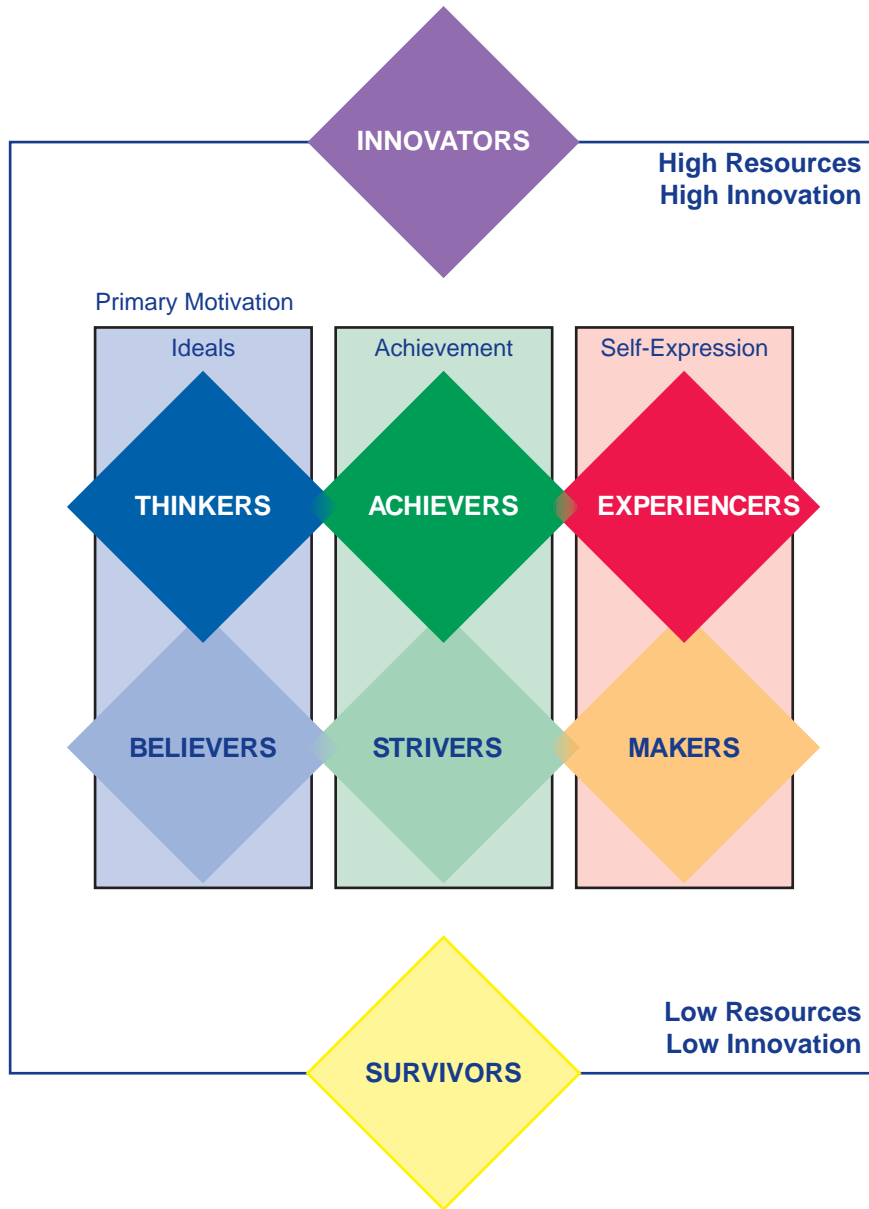 INNOVATORS
High Resources
High Innovation
Primary Motivation
Ideals
Achievement
Self-Expression
THINKERS
ACHIEVERS
EXPERIENCERS
BELIEVERS
STRIVERS
MAKERS
Low Resources
Low Innovation
SURVIVORS